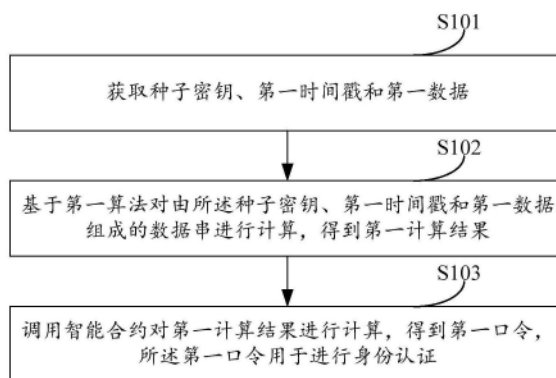 S101
获取种子密钥、第一时间戳和第一数据
S102
基于第一算法对由所述种子密钥、第一时间戳和第一数据
组成的数据串进行计算，得到第一计算结果
S103
调用智能合约对第一计算结果进行计算，得到第一口令，
所述第一口令用于进行身份认证